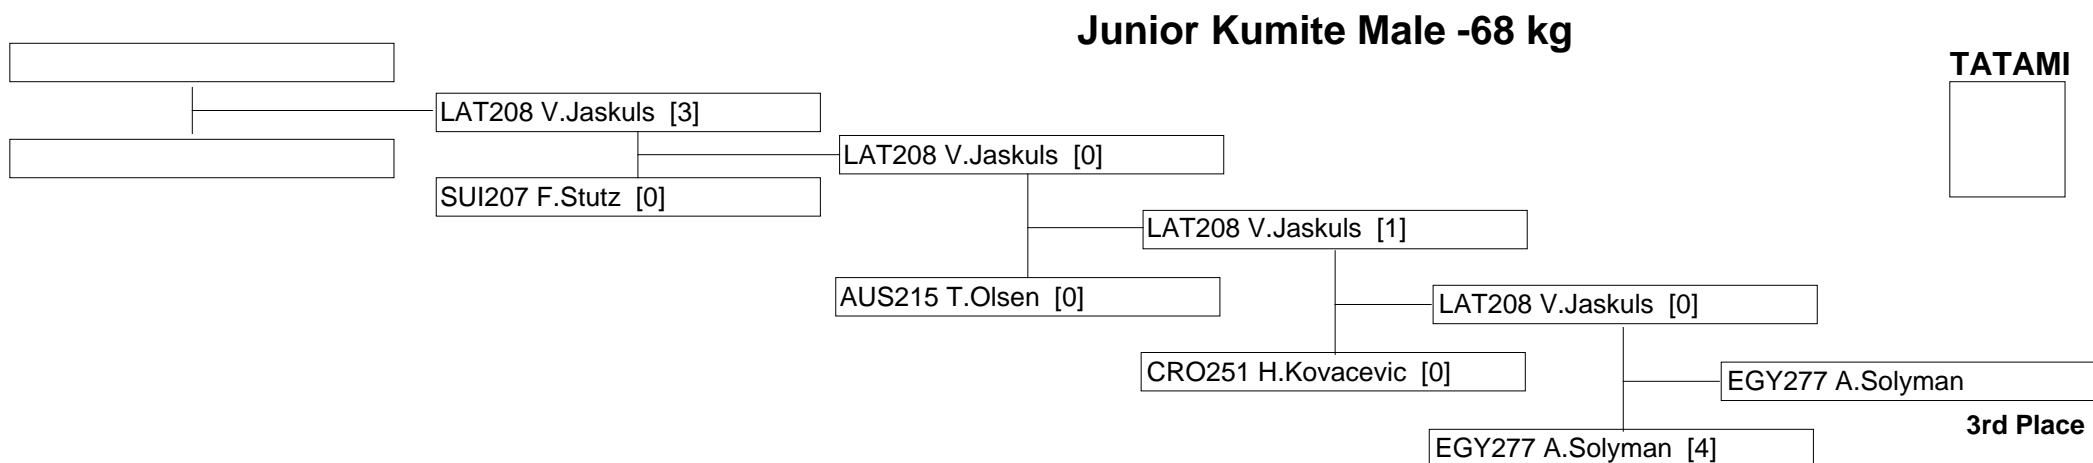 Junior Kumite Male -68 kg
TATAMI
LAT208 V.Jaskuls [3]
LAT208 V.Jaskuls [0]
SUI207 F.Stutz [0]
LAT208 V.Jaskuls [1]
AUS215 T.Olsen [0]
LAT208 V.Jaskuls [0]
CRO251 H.Kovacevic [0]
EGY277 A.Solyman
3rd Place
EGY277 A.Solyman [4]